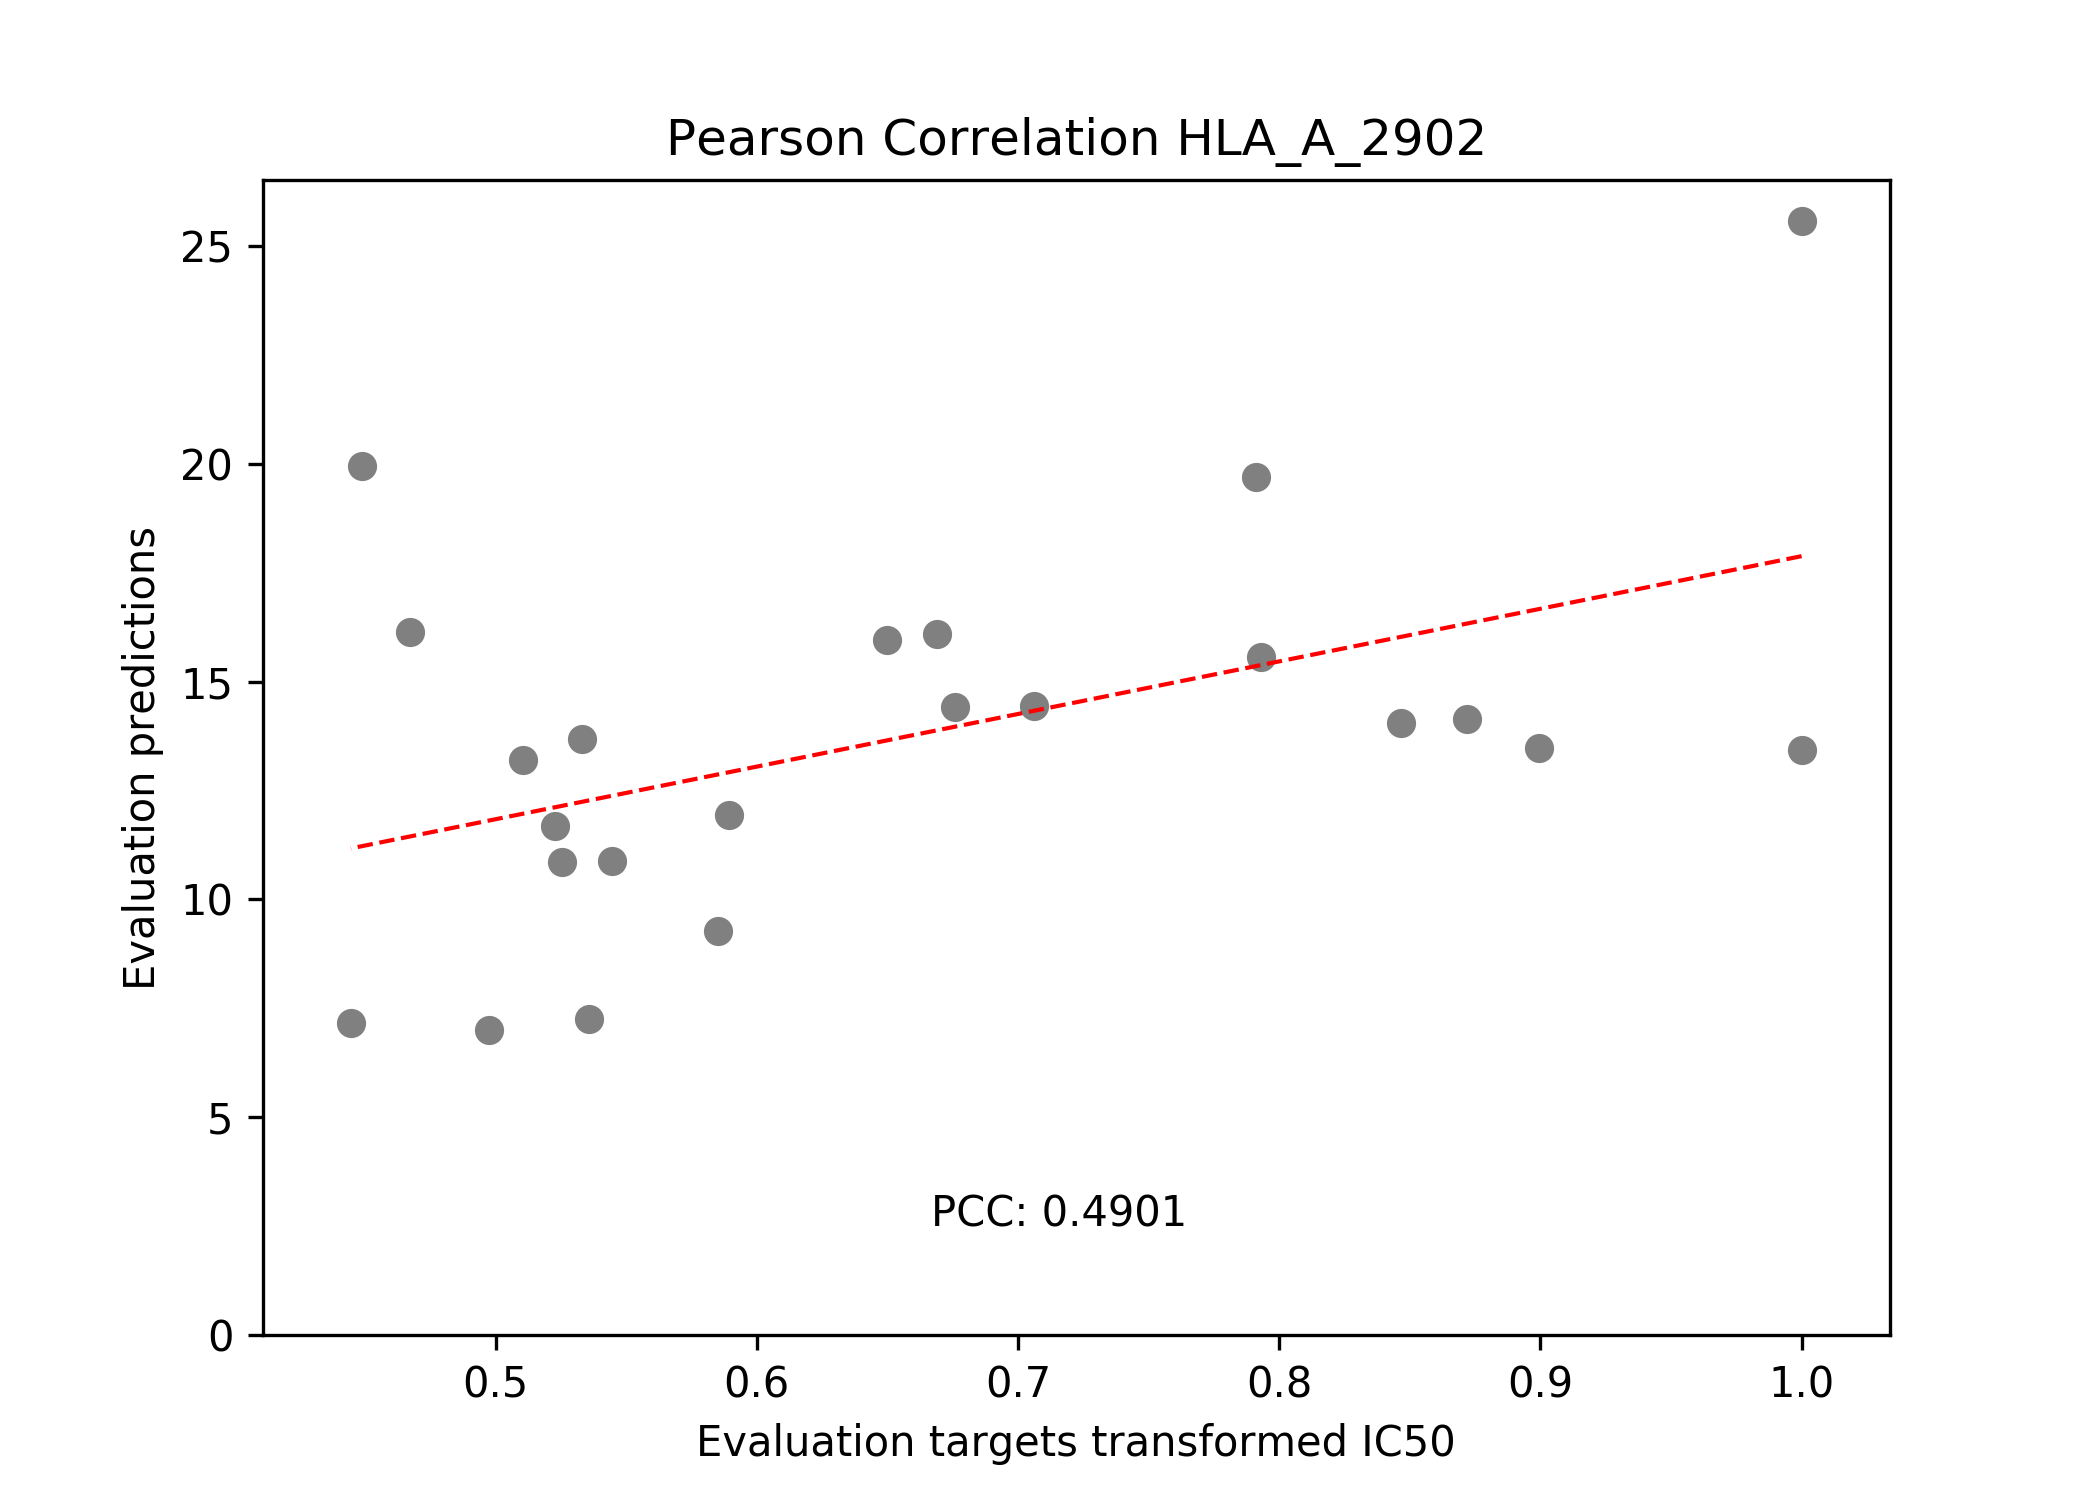 Pearson Correlation HLA_A_2902
25
20
15
10
5
0
Evaluation predictions
PCC: 0.4901
0.5 0.6 0.7 0.8 0.9 1.0
Evaluation targets transformed IC50